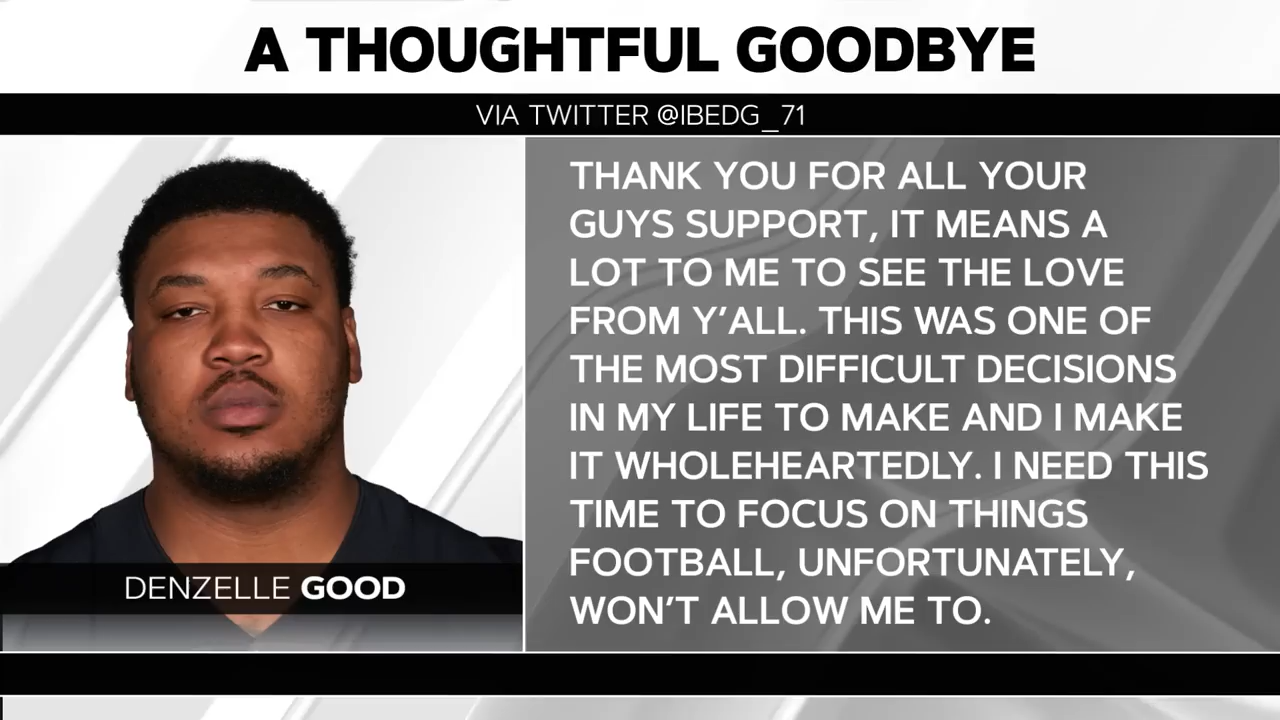 A THOUGHTFUL GOODBYE
VIA TWITTER @IBEDG_71
THANK YOU FOR ALL YOUR
GUYS SUPPORT, IT MEANS A
LOT TO ME TO SEE THE LOVE
FROM Y’ALL. THIS WAS ONE OF
THE MOST DIFFICULT DECISIONS
IN MY LIFE TO MAKE AND I MAKE
IT WHOLEHEARTEDLY. I NEED THIS
TIME TO FOCUS ON THINGS
FOOTBALL, UNFORTUNATELY,
WON’T ALLOW ME TO.
DENZELLE GOOD